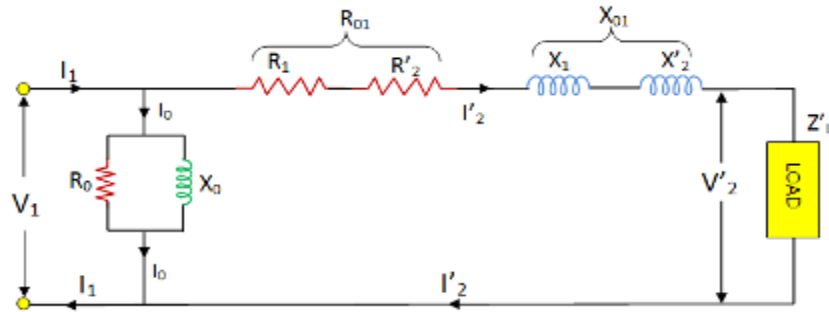 R₀₁
X₀₁
I₁
R₁
R'₂
X₁
X'₂
I₀
I'₂
Z'
R₀
X₀
V₁
V'₂
LOAD
I₀
I₁
I'₂